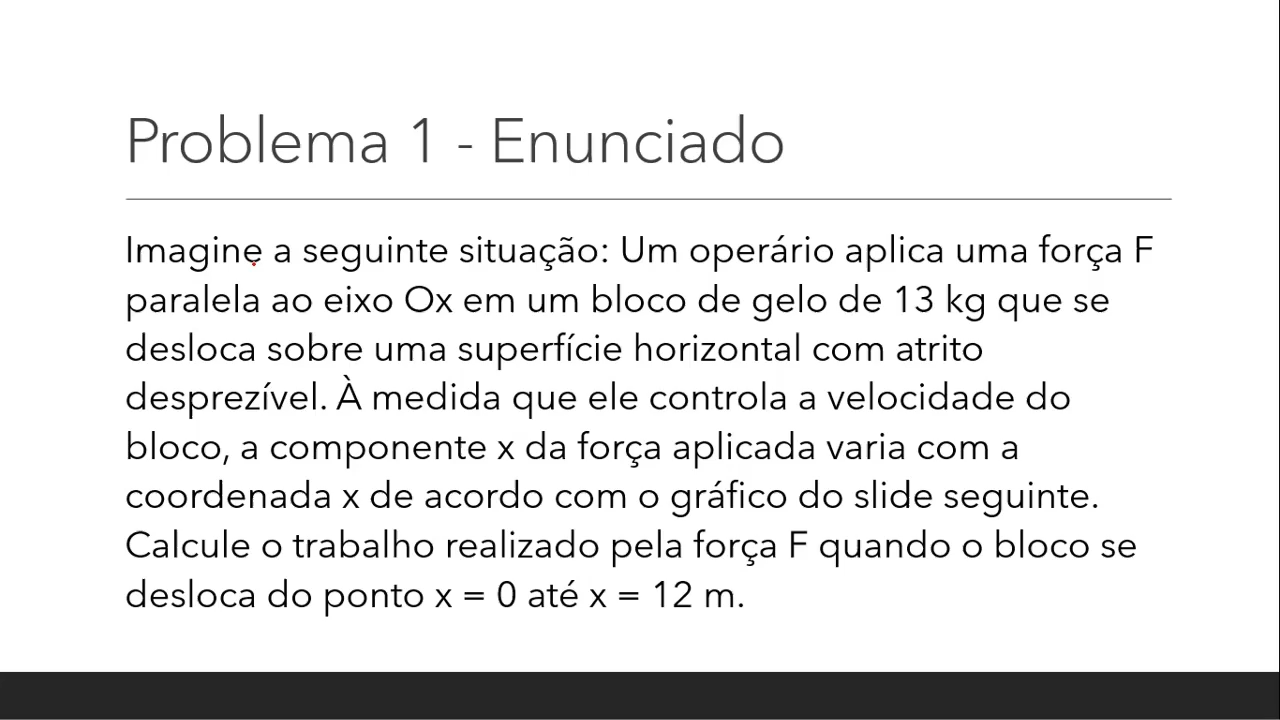 Problema 1 - Enunciado
Imagine a seguinte situação: Um operário aplica uma força F
paralela ao eixo Ox em um bloco de gelo de 13 kg que se
desloca sobre uma superfície horizontal com atrito
desprezível. À medida que ele controla a velocidade do
bloco, a componente x da força aplicada varia com a
coordenada x de acordo com o gráfico do slide seguinte.
Calcule o trabalho realizado pela força F quando o bloco se
desloca do ponto x = 0 até x = 12 m.